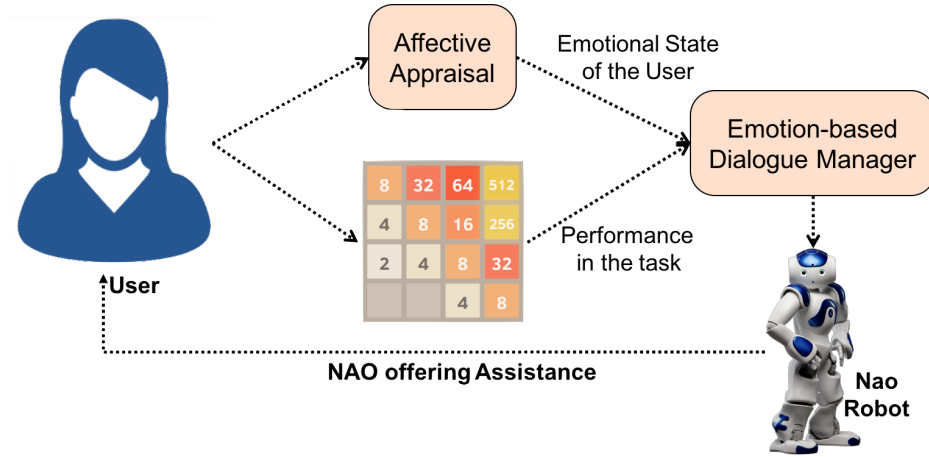 Affective
Appraisal
Emotional State
of the User
Emotion-based
Dialogue Manager
8 32 64 512
4 8 16 256
2 4 8 32
4 8
Performance
in the task
User
NAO offering Assistance
Nao
Robot